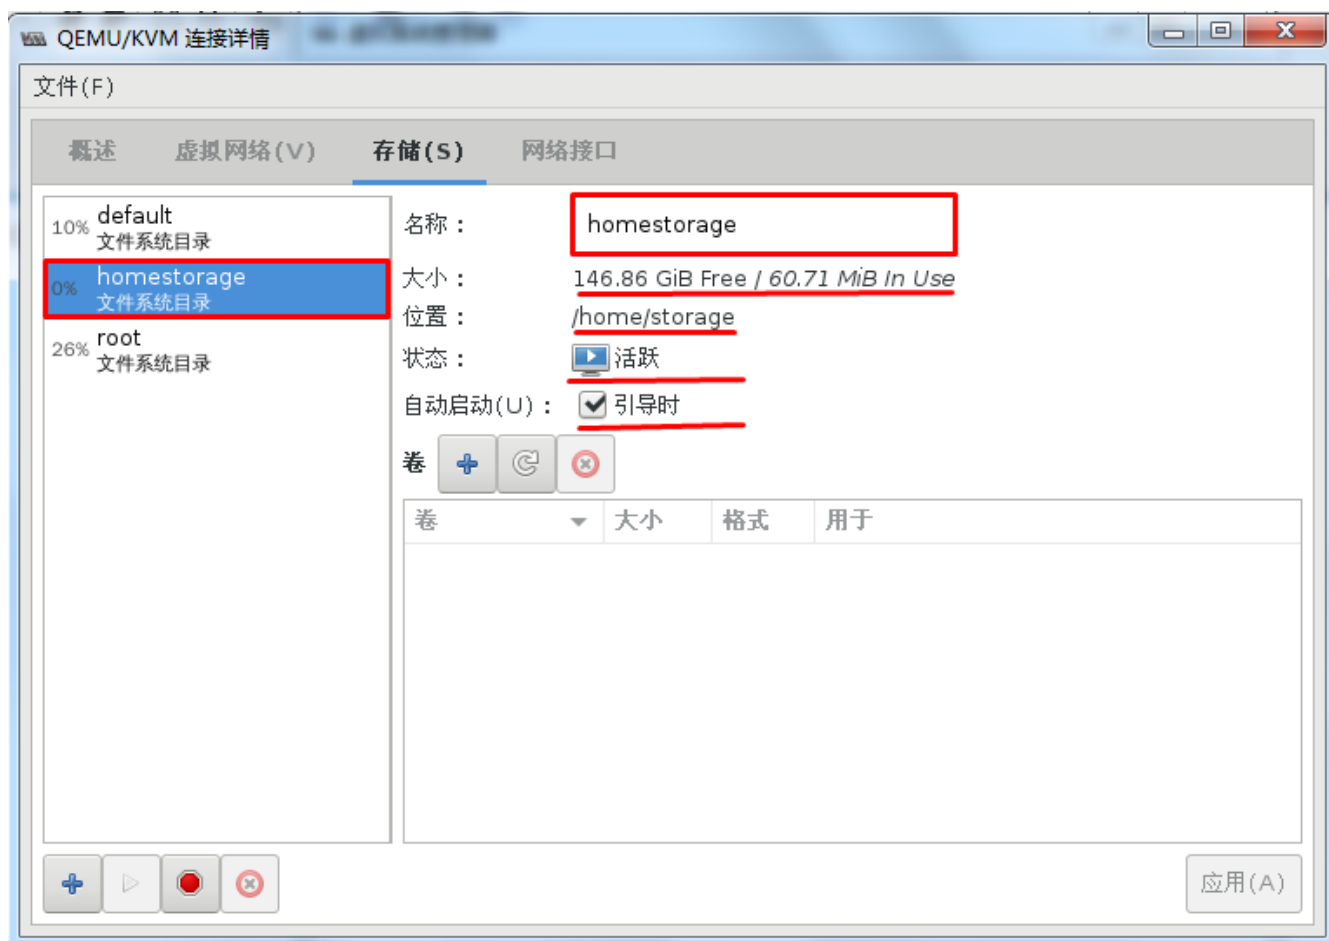 QEMU/KVM 连接详情
文件(F)
概述 虚拟网络(V) 存储(S) 网络接口
10% default
文件系统目录
0% homestorage
文件系统目录
26% root
文件系统目录
名称： homestorage
大小： 146.86 GiB Free / 60.71 MiB In Use
位置： /home/storage
状态： 活跃
自动启动(U)： 引导时
卷
卷 大小 格式 用于
应用(A)